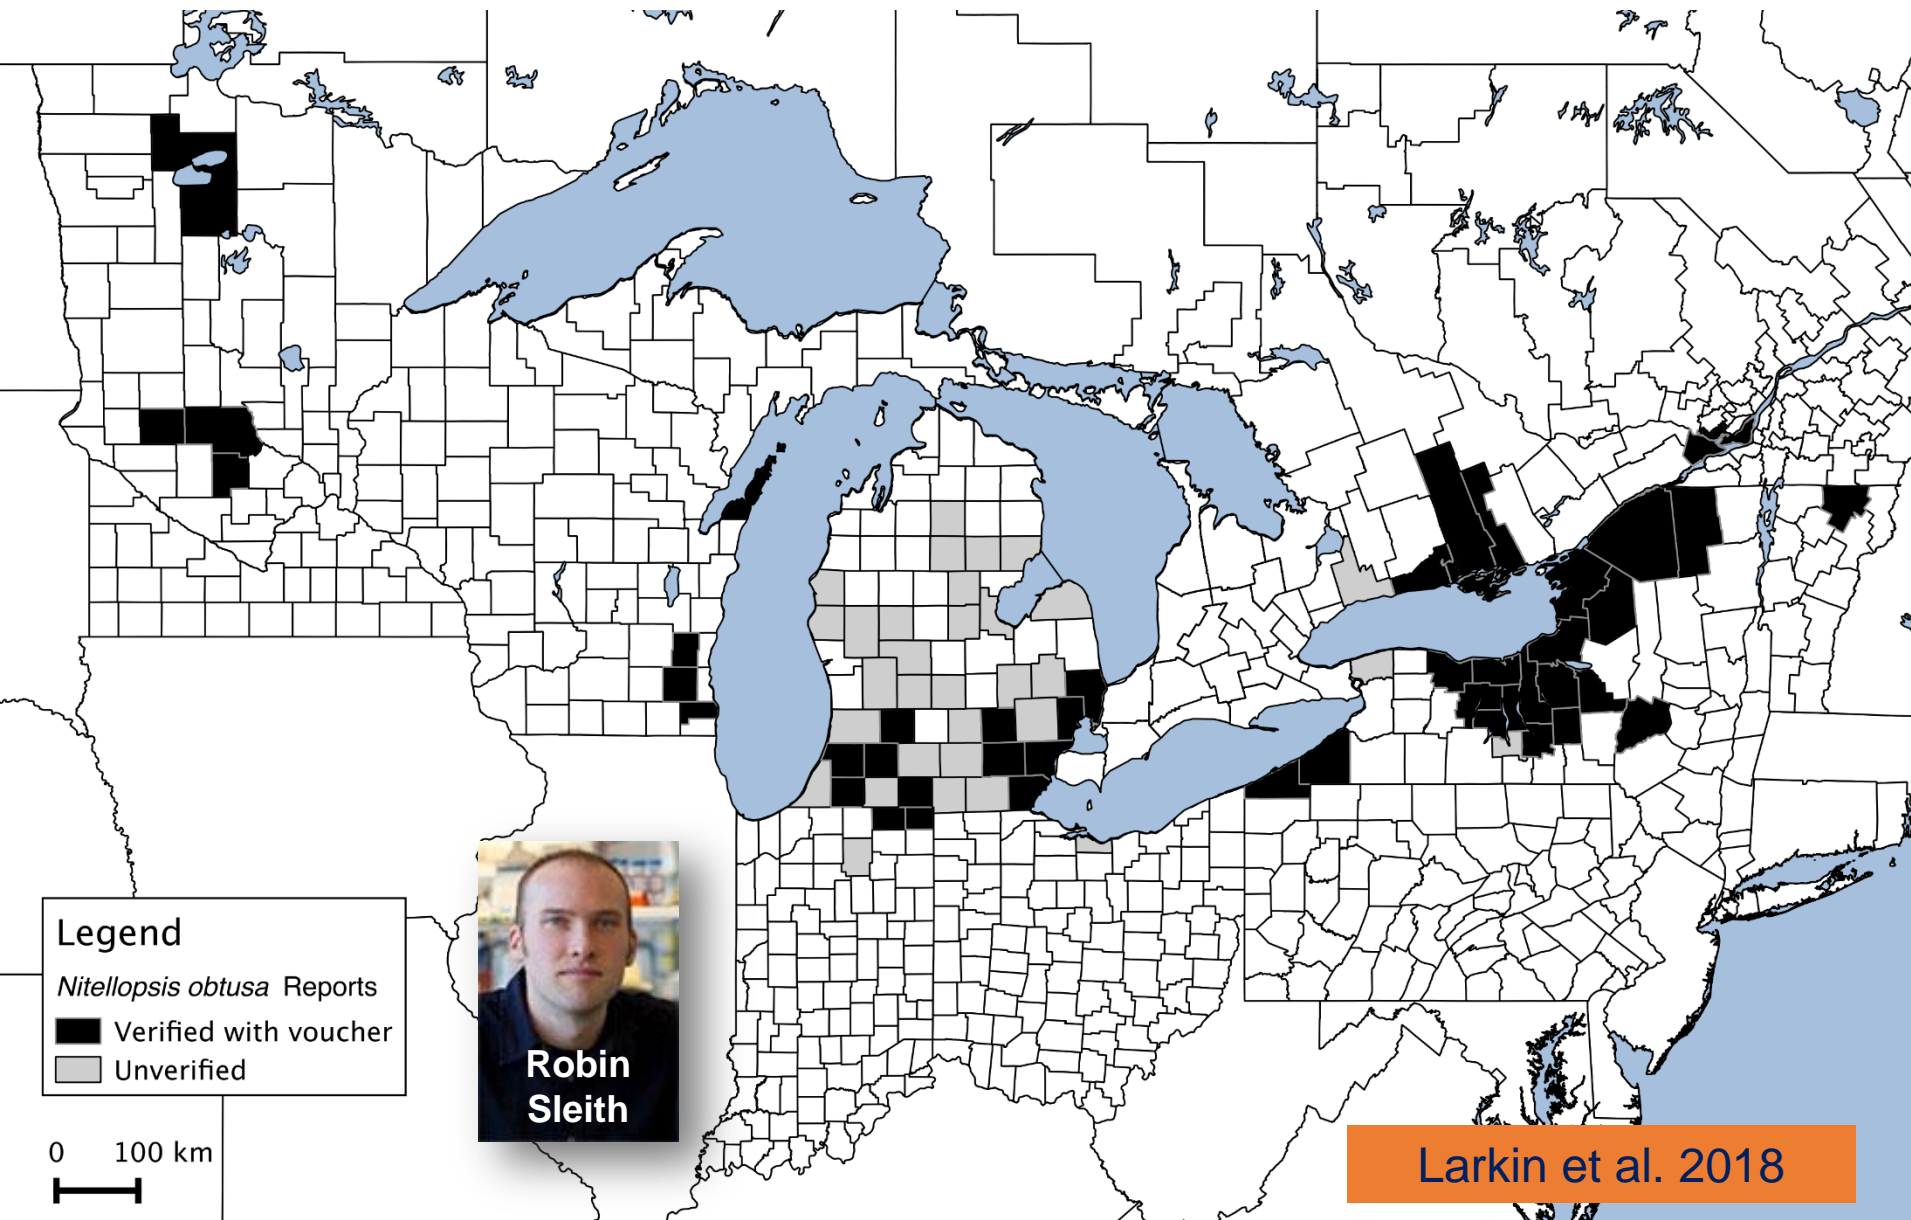 Legend
Nitellopsis obtusa Reports
Verified with voucher
Unverified
0 100 km
Robin
Sleith
Larkin et al. 2018